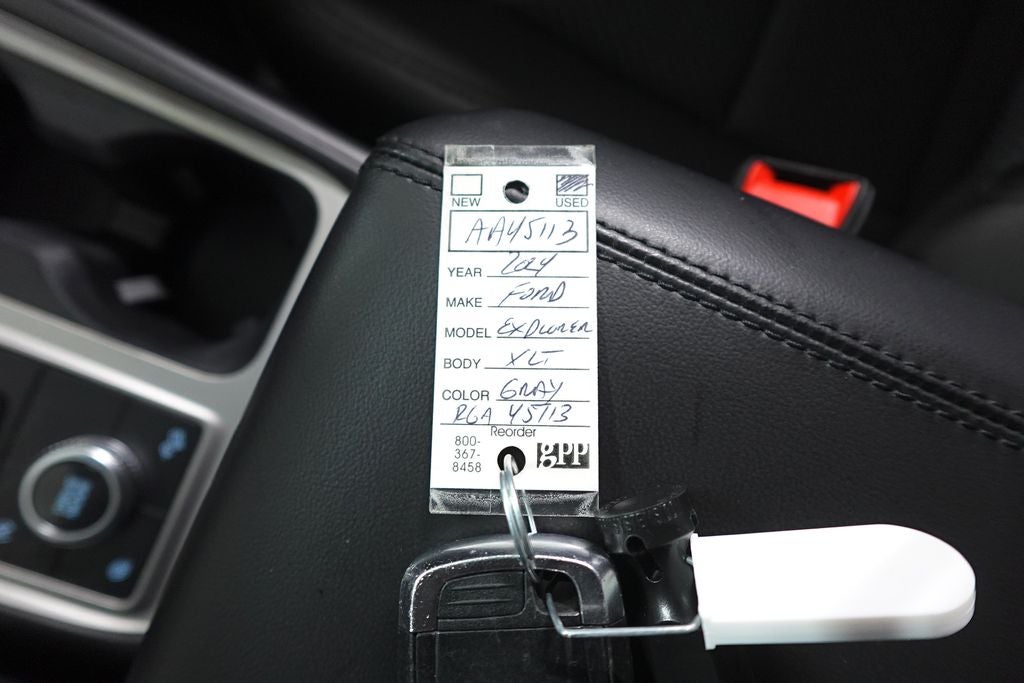 NEW USED
AA45113
YEAR 2024
MAKE FORD
MODEL EXPLORER
BODY XLT
COLOR GRAY
RGA 45113
Reorder
800-
367-
8458
gpp